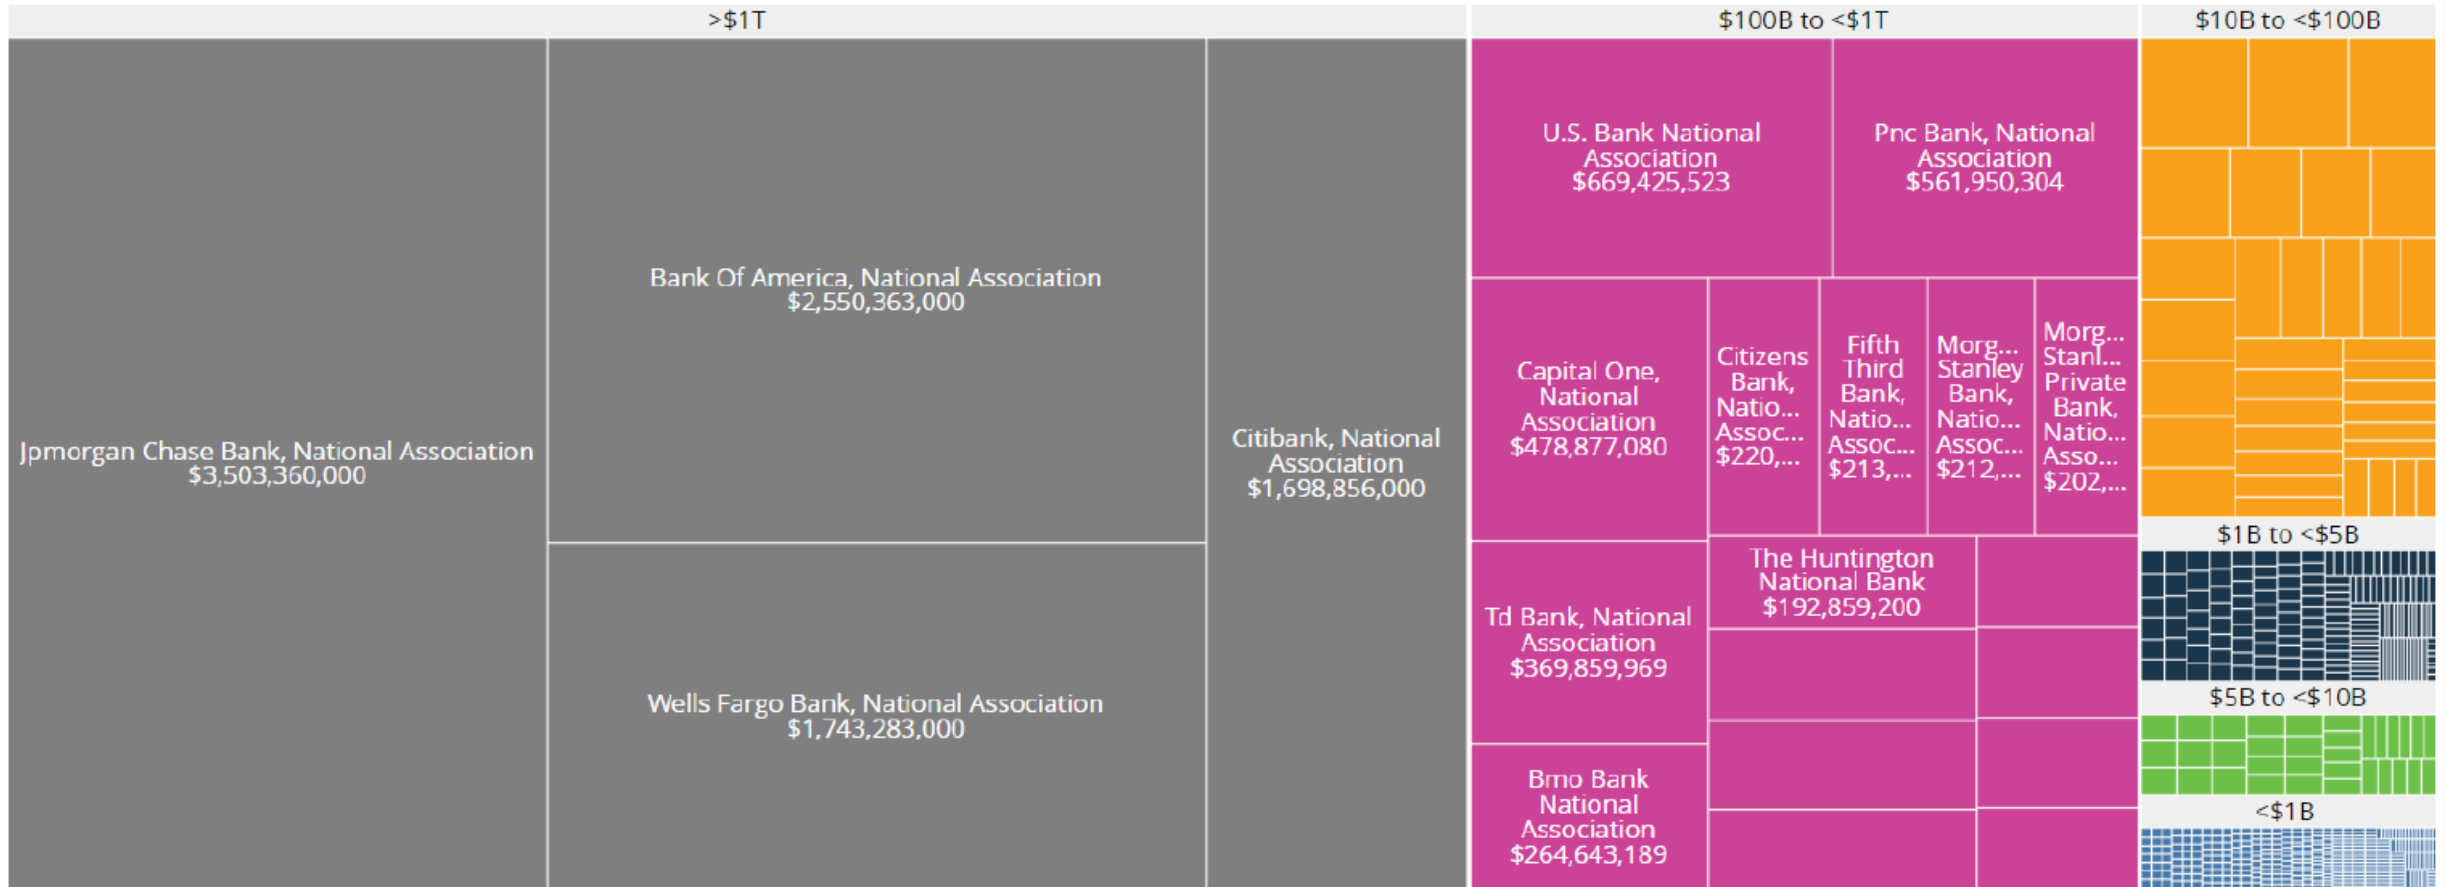 >$1T
Jpmorgan Chase Bank, National Association
$3,503,360,000
Bank Of America, National Association
$2,550,363,000
Wells Fargo Bank, National Association
$1,743,283,000
Citibank, National
Association
$1,698,856,000
$100B to <$1T
U.S. Bank National
Association
$669,425,523
Pnc Bank, National
Association
$561,950,304
Capital One,
National
Association
$478,877,080
Td Bank, National
Association
$369,859,969
Bmo Bank
National
Association
$264,643,189
Citizens
Bank,
Natio...
Assoc...
$220,...
Fifth
Third
Bank,
Natio...
Assoc...
$213,...
Morg...
Stanley
Bank,
Natio...
Assoc...
$212,...
Morg...
Stanl...
Private
Bank,
Natio...
Asso...
$202,...
The Huntington
National Bank
$192,859,200
$10B to <$100B
$1B to <$5B
$5B to <$10B
<$1B